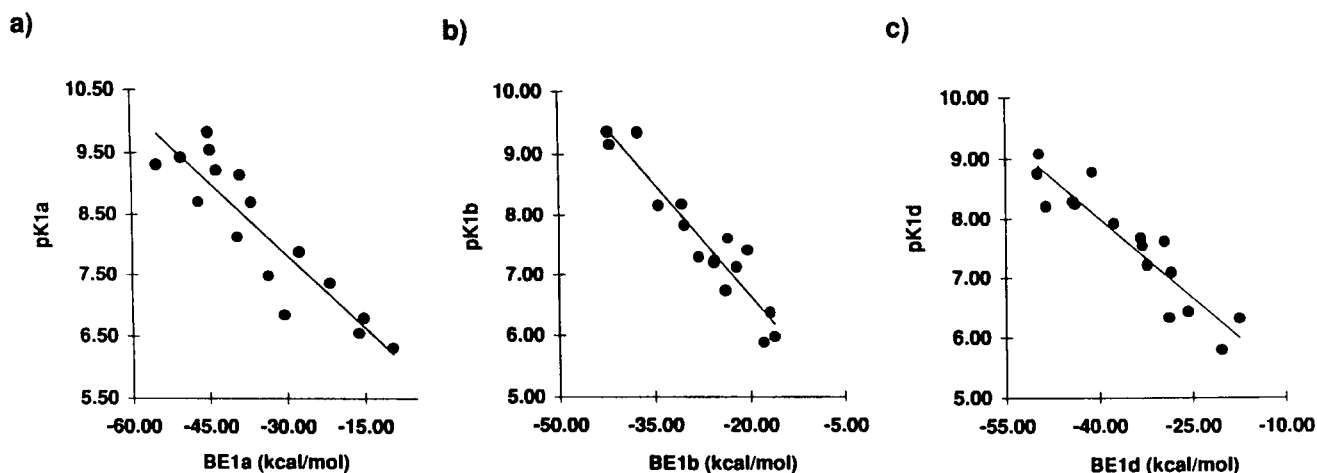 a)
10.50
9.50
8.50
7.50
6.50
5.50
pK1a
-60.00 -45.00 -30.00 -15.00
BE1a (kcal/mol)
b)
10.00
9.00
8.00
7.00
6.00
5.00
pK1b
-50.00 -35.00 -20.00 -5.00
BE1b (kcal/mol)
c)
10.00
9.00
8.00
7.00
6.00
5.00
pK1d
-55.00 -40.00 -25.00 -10.00
BE1d (kcal/mol)